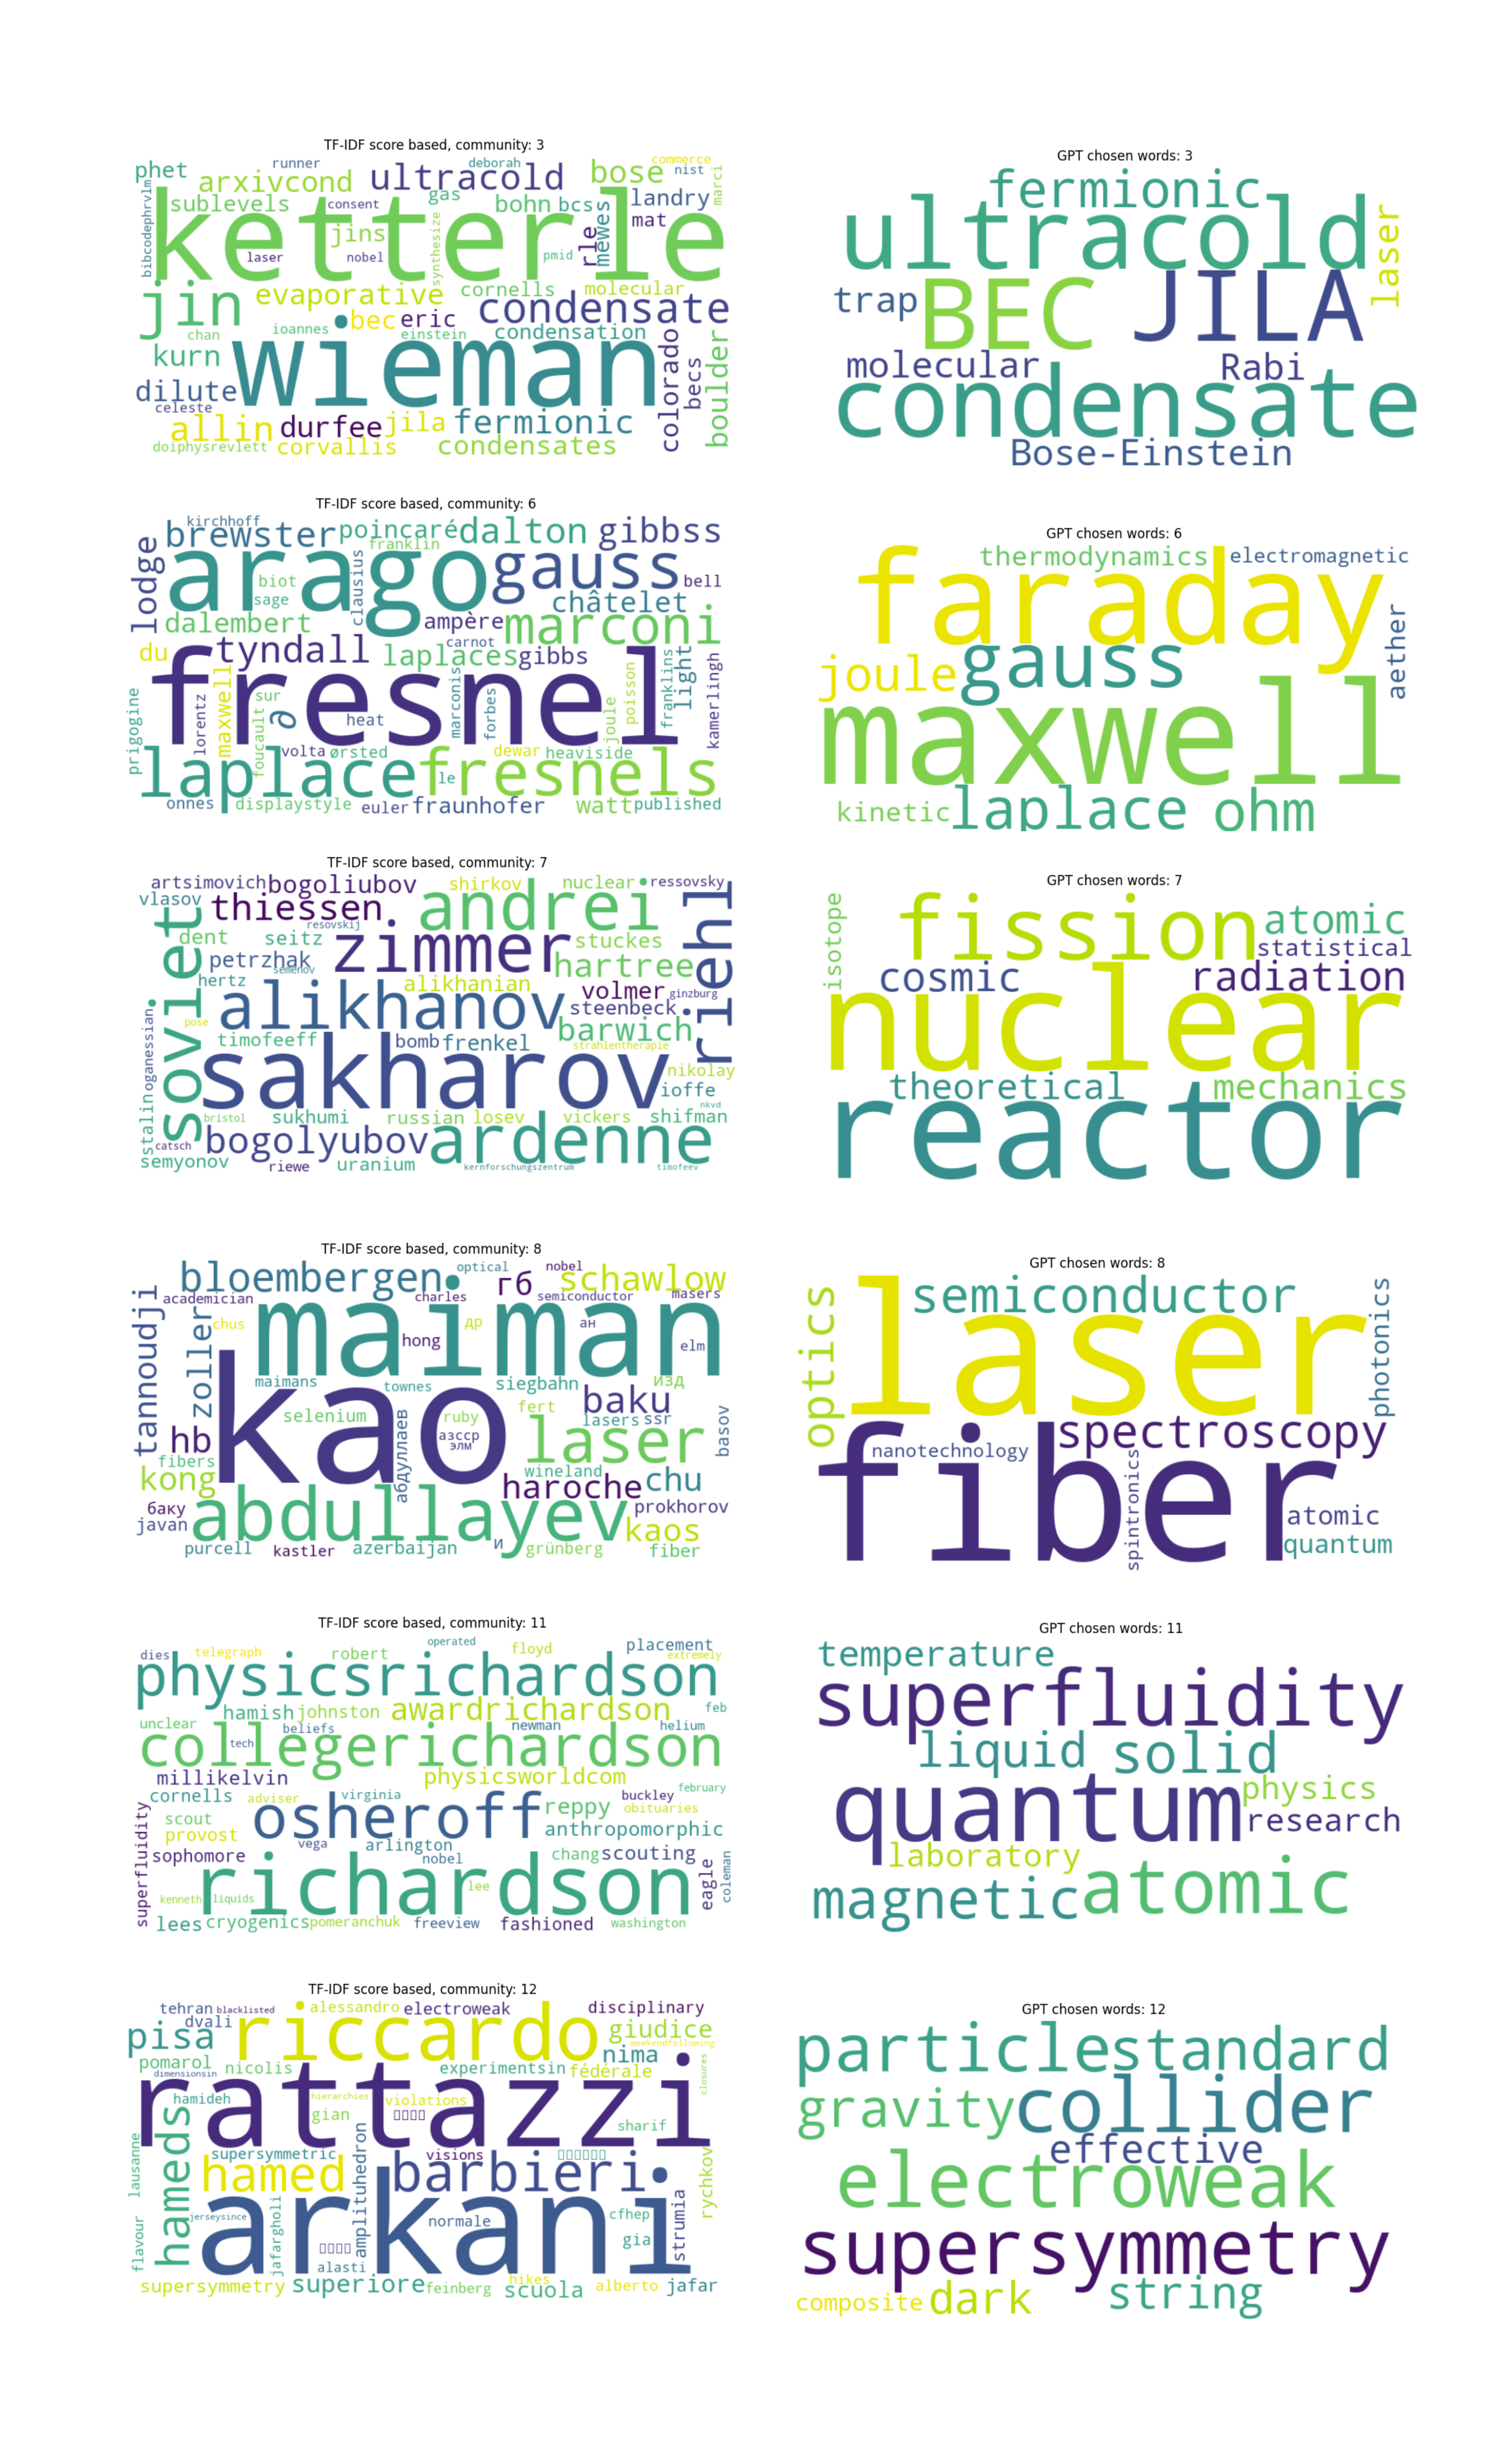 TF-IDF score based, community: 3
phet runner deborah bose commerce nist
arxivcond ultracold marci
sublevels consent gas bohn bcs landry
bibcodephrvlm ketterle jins synthesize rle mewes mat
laser nobel pmid
jin evaporative cornells molecular
condensate
ioannes bec eric condensation
chan einstein
kurn wieman colorado becs boulder
dilute
celeste
allin durfee jila fermionic
doiphysrevlett corvallis condensates
GPT chosen words: 3
fermionic
ultracold laser
trap BEC JILA
molecular Rabi
condensate
Bose-Einstein
TF-IDF score based, community: 6
kirchhoff
lodge brewster poincaré dalton gibbss
franklin
arago gauss bell
biot clausius
sage châtelet
dalembert ampère marconi
carnot
du tyndall laplaces gibbs
fresnel light
prigogine lorentz maxwell sur marconis forbes joule poisson franklins kamerlingh
foucault ∂ heat
volta ørsted dewar heaviside
laplace fresnels
le
onnes displaystyle euler fraunhofer watt published
GPT chosen words: 6
thermodynamics electromagnetic
faraday
aether
joule gauss
maxwell
kinetic laplace ohm
TF-IDF score based, community: 7
artsimovich bogoliubov shirkov nuclear ressovsky
vlasov thiessen andrei riehl
resovskij
dent seitz zimmer stuckes
petrzhak semenov hartree
hertz alikhanian
soviet alikhanov volmer ginzburg
pose steenbeck
timofeeff bomb frenkel barwich
stalin oganessian strahlentherapie
sakharov nikolay
ioffe
nkvd
bristol sukhumi russian losev vickers shifman
catsch bogolyubov ardenne
semyonov riewe uranium kernforschungszentrum timofeev
GPT chosen words: 7
isotope fission atomic
statistical
cosmic radiation
nuclear
theoretical mechanics
reactor
TF-IDF score based, community: 8
bloembergen optical гб nobel schawlow
tannoudji academician charles semiconductor masers
zoller chus maiman др ан
hong elm
maimans townes siegbahn изд
kao baku
selenium ruby fert lasers ssr basov
hb азсср laser
элм абдуллаев
fibers wineland
kong haroche chu
баку abdullayev prokhorov
javan kaos
и
purcell kastler azerbaijan grünberg fiber
GPT chosen words: 8
optics semiconductor photonics
laser
spectroscopy
nanotechnology
fiber spintronics atomic
quantum
TF-IDF score based, community: 11
dies telegraph robert operated floyd placement
extremely
physicsrichardson
hamish johnston awardrichardson feb
unclear beliefs newman helium
tech collegerichardson
millikelvin physicsworldcom
cornells adviser virginia buckley february
superfluidity scout osheroff reppy obituaries
provost anthropomorphic
vega arlington
sophomore nobel chang scouting
richardson eagle coleman
lee
kenneth liquids
lees cryogenics pomeranchuk freeview fashioned washington
GPT chosen words: 11
temperature
superfluidity
liquid solid
quantum physics
research
laboratory
magnetic atomic
TF-IDF score based, community: 12
tehran blacklisted alessandro electroweak disciplinary
dvali
pisa riccardo giudice
weekendfollowing
pomarol nicolis experimentsin nima
dimensionsin fédérale closures
rattazzi
hamideh hierarchies violations
gian sharif
lausanne hameds supersymmetric visions
hamed amplituhedron barbieri rychkov
flavour jerseysince jafargholi arkani normale cfhep strumia
gia
alasti
supersymmetry superiore feinberg hikes scuola alberto jafar
GPT chosen words: 12
particle standard
gravity collider
effective
electroweak
supersymmetry
composite dark string